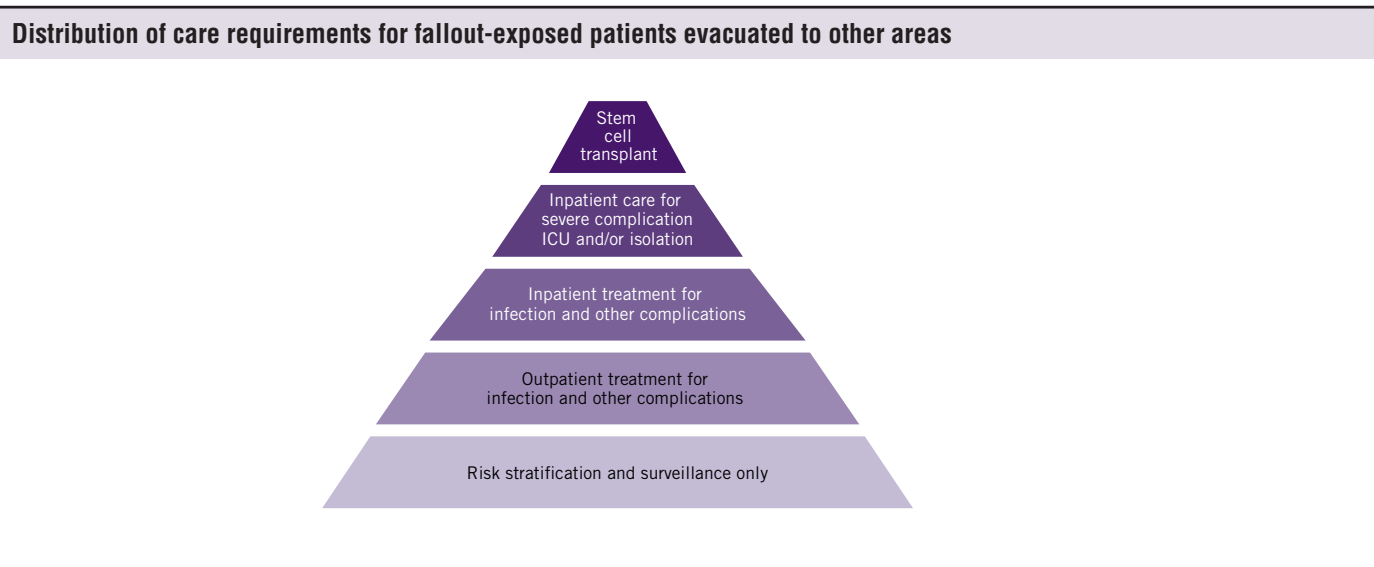 Distribution of care requirements for fallout-exposed patients evacuated to other areas
Stem
cell
transplant
Inpatient care for
severe complication
ICU and/or isolation
Inpatient treatment for
infection and other complications
Outpatient treatment for
infection and other complications
Risk stratification and surveillance only